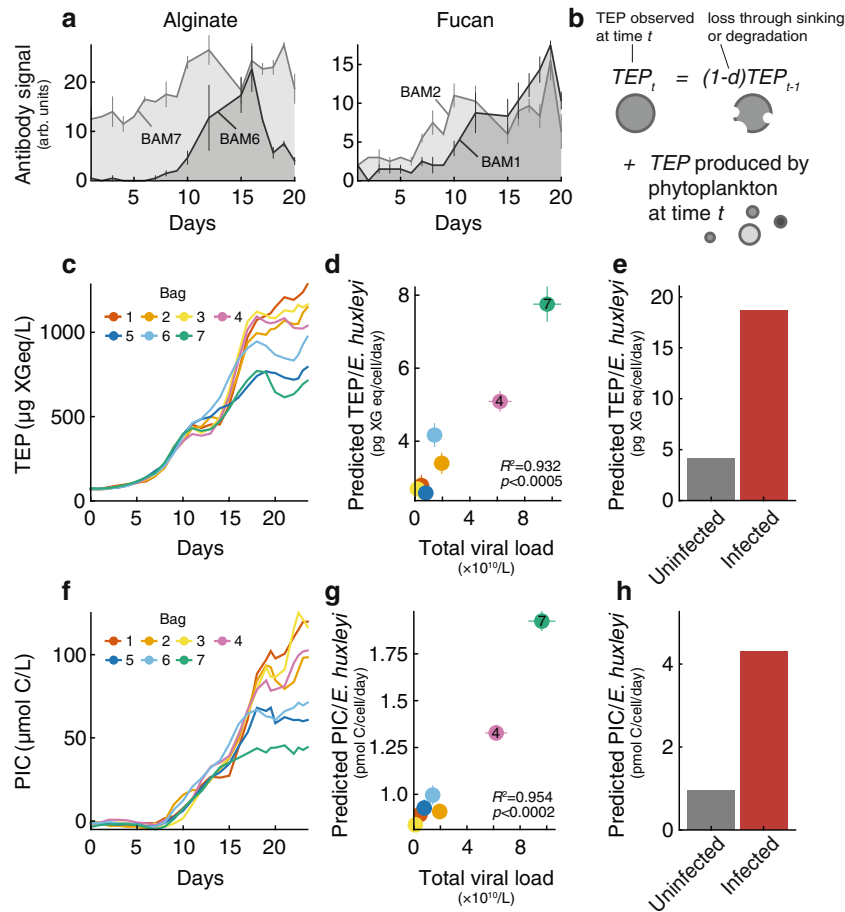 a
Alginate
Fucan
Antibody signal
(arb. units)
20
10
0
BAM7
BAM6
0 5 10 15 20
Days
15
10
5
0
BAM2
BAM1
0 5 10 15 20
Days
b
TEP observed
at time t
loss through sinking
or degradation
TEPt = (1-d)TEPt-1
+ TEP produced by
phytoplankton
at time t
c
Bag
1 2 3 4
5 6 7
TEP (µg XGeq/L)
1000
500
0
0 5 10 15 20
Days
d
Predicted TEP/E. huxleyi
(pg XG eq/cell/day)
8
6
4
7
4
R²=0.932
p<0.0005
0 4 8
Total viral load
(×10¹⁰/L)
e
Predicted TEP/E. huxleyi
(pg XG eq/cell/day)
20
15
10
5
0
Uninfected
Infected
f
Bag
1 2 3 4
5 6 7
PIC (µmol C/L)
100
50
0
0 5 10 15 20
Days
g
Predicted PIC/E. huxleyi
(pmol C/cell/day)
1.75
1.25
1.0
7
4
R²=0.954
p<0.0002
0 4 8
Total viral load
(×10¹⁰/L)
h
Predicted PIC/E. huxleyi
(pmol C/cell/day)
4
2
0
Uninfected
Infected